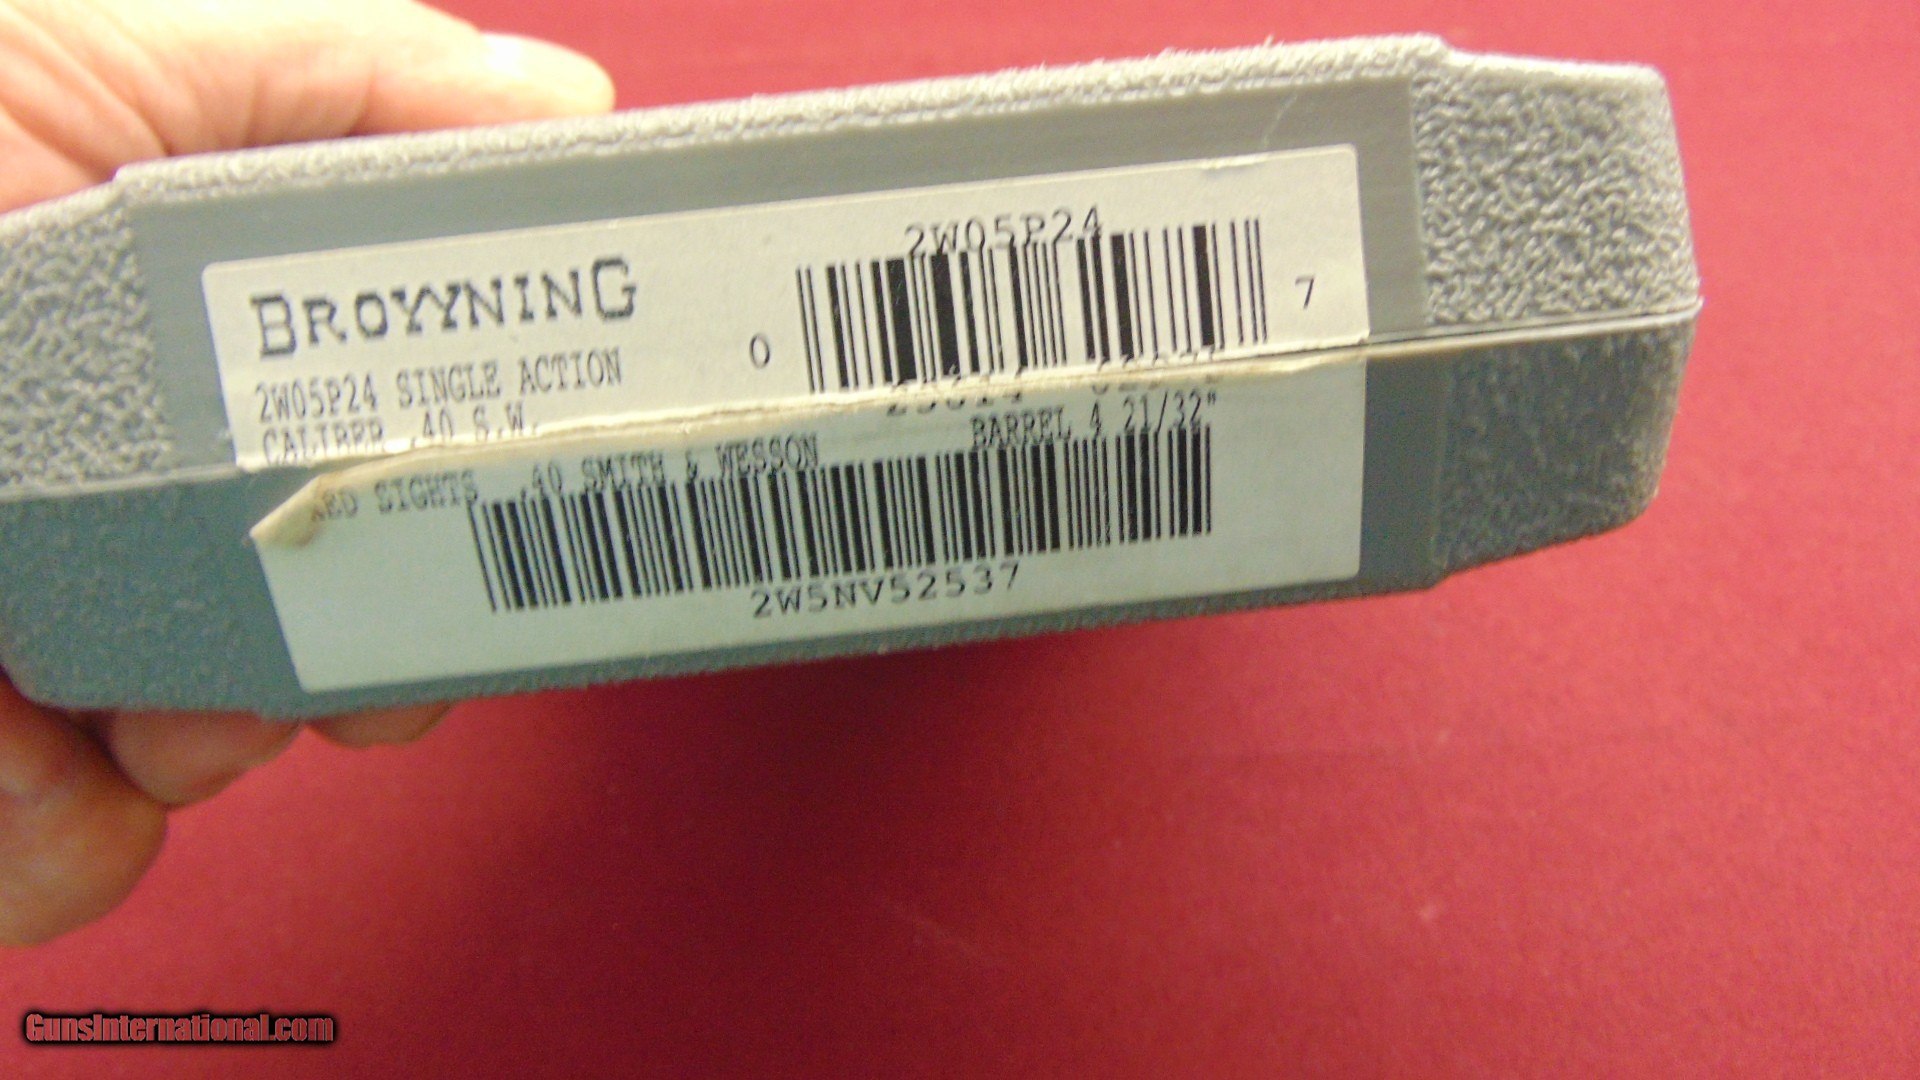 BROWNING
2W05P24
2W05P24 SINGLE ACTION
CALIBER .40 S.W.
0
7
SIGHTS .40 SMITH & WESSON
BARREL 4 21/32"
2W5NV52537
GunsInternational.com